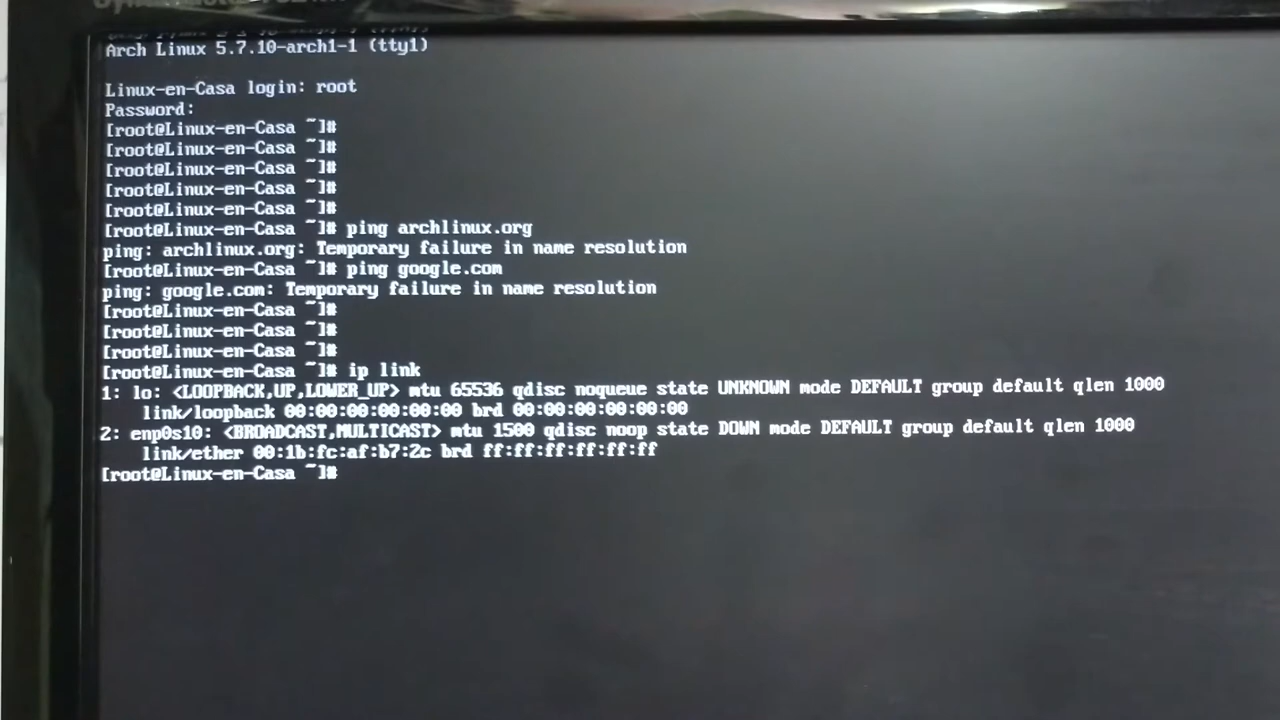 Arch Linux 5.7.10-arch1-1 (tty1)
Linux-en-Casa login: root
Password:
[root@Linux-en-Casa ~]#
[root@Linux-en-Casa ~]#
[root@Linux-en-Casa ~]#
[root@Linux-en-Casa ~]#
[root@Linux-en-Casa ~]#
[root@Linux-en-Casa ~]# ping archlinux.org
ping: archlinux.org: Temporary failure in name resolution
[root@Linux-en-Casa ~]# ping google.com
ping: google.com: Temporary failure in name resolution
[root@Linux-en-Casa ~]#
[root@Linux-en-Casa ~]#
[root@Linux-en-Casa ~]#
[root@Linux-en-Casa ~]# ip link
1: lo: <LOOPBACK,UP,LOWER_UP> mtu 65536 qdisc noqueue state UNKNOWN mode DEFAULT group default qlen 1000
link/loopback 00:00:00:00:00:00 brd 00:00:00:00:00:00
2: enp0s10: <BROADCAST,MULTICAST> mtu 1500 qdisc noop state DOWN mode DEFAULT group default qlen 1000
link/ether 00:1b:fc:af:b7:2c brd ff:ff:ff:ff:ff:ff
[root@Linux-en-Casa ~]#